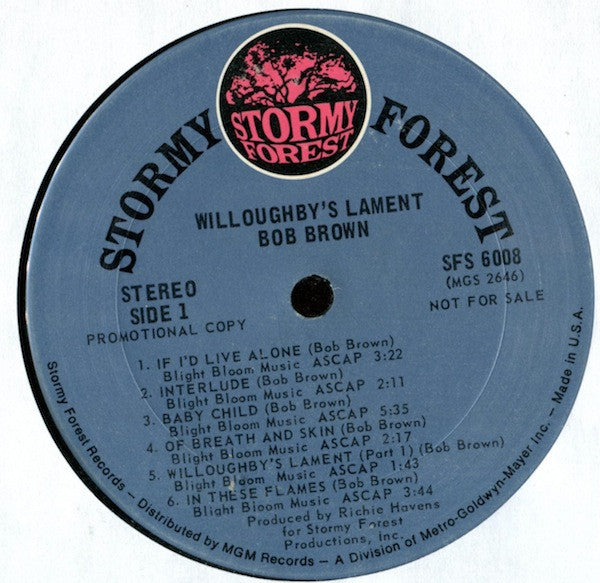 STORMY FOREST
STORMY
FOREST
WILLOUGHBY'S LAMENT
BOB BROWN
STEREO
SIDE 1
PROMOTIONAL COPY
SFS 6008
(MGS 2646)
NOT FOR SALE
1. IF I'D LIVE ALONE (Bob Brown)
Blight Bloom Music ASCAP 3:22
2. INTERLUDE (Bob Brown)
Blight Bloom Music ASCAP 2:11
3. BABY CHILD (Bob Brown)
Blight Bloom Music ASCAP 5:35
4. OF BREATH AND SKIN (Bob Brown)
Blight Bloom Music ASCAP 2:17
5. WILLOUGHBY'S LAMENT (Part 1) (Bob Brown)
Blight Bloom Music ASCAP 1:43
6. IN THESE FLAMES (Bob Brown)
Blight Bloom Music ASCAP 3:44
Produced by Richie Havens
for Stormy Forest
Productions, Inc.
Stormy Forest Records – Distributed by MGM Records – A Division of Metro-Goldwyn-Mayer Inc. – Made in U.S.A.